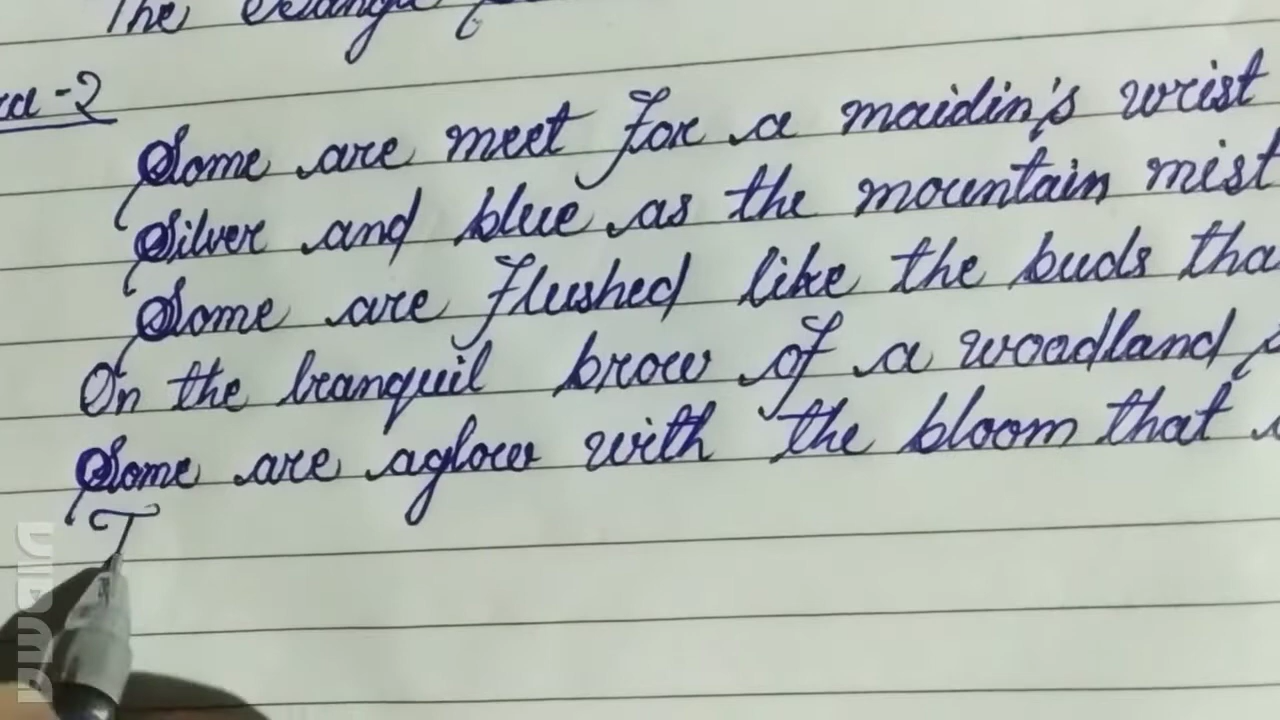 The
-2
Some are meet for a maidin's wrist
Silver and blue as the mountain mist
Some are flushed like the buds tha
On the tranquil brow of a woodland
Some are aglow with the bloom that
T